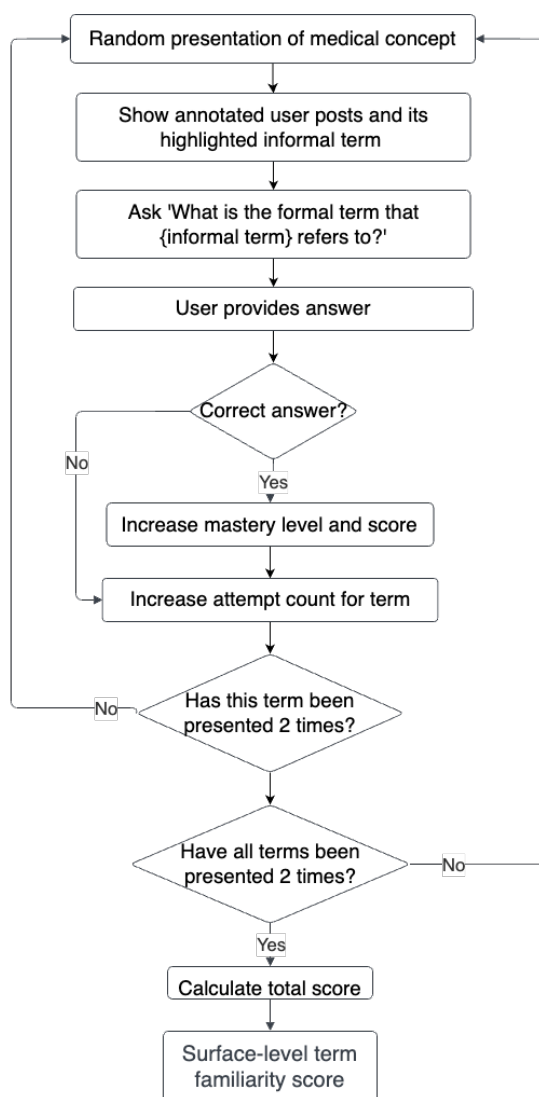 Random presentation of medical concept
Show annotated user posts and its
highlighted informal term
Ask 'What is the formal term that
{informal term} refers to?'
User provides answer
Correct answer?
No
Yes
Increase mastery level and score
Increase attempt count for term
Has this term been
presented 2 times?
No
Have all terms been
presented 2 times?
No
Yes
Calculate total score
Surface-level term
familiarity score